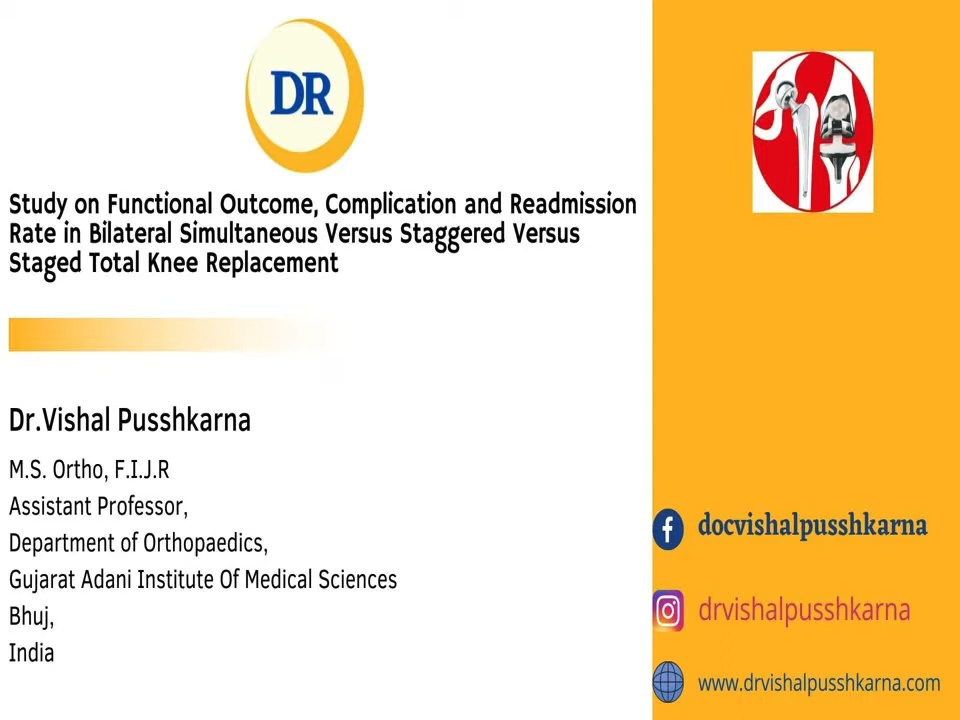 DR
Study on Functional Outcome, Complication and Readmission
Rate in Bilateral Simultaneous Versus Staggered Versus
Staged Total Knee Replacement
Dr.Vishal Pusshkarna
M.S. Ortho, F.I.J.R
Assistant Professor,
Department of Orthopaedics,
Gujarat Adani Institute Of Medical Sciences
Bhuj,
India
docvishalpusshkarna
drvishalpusshkarna
www.drvishalpusshkarna.com